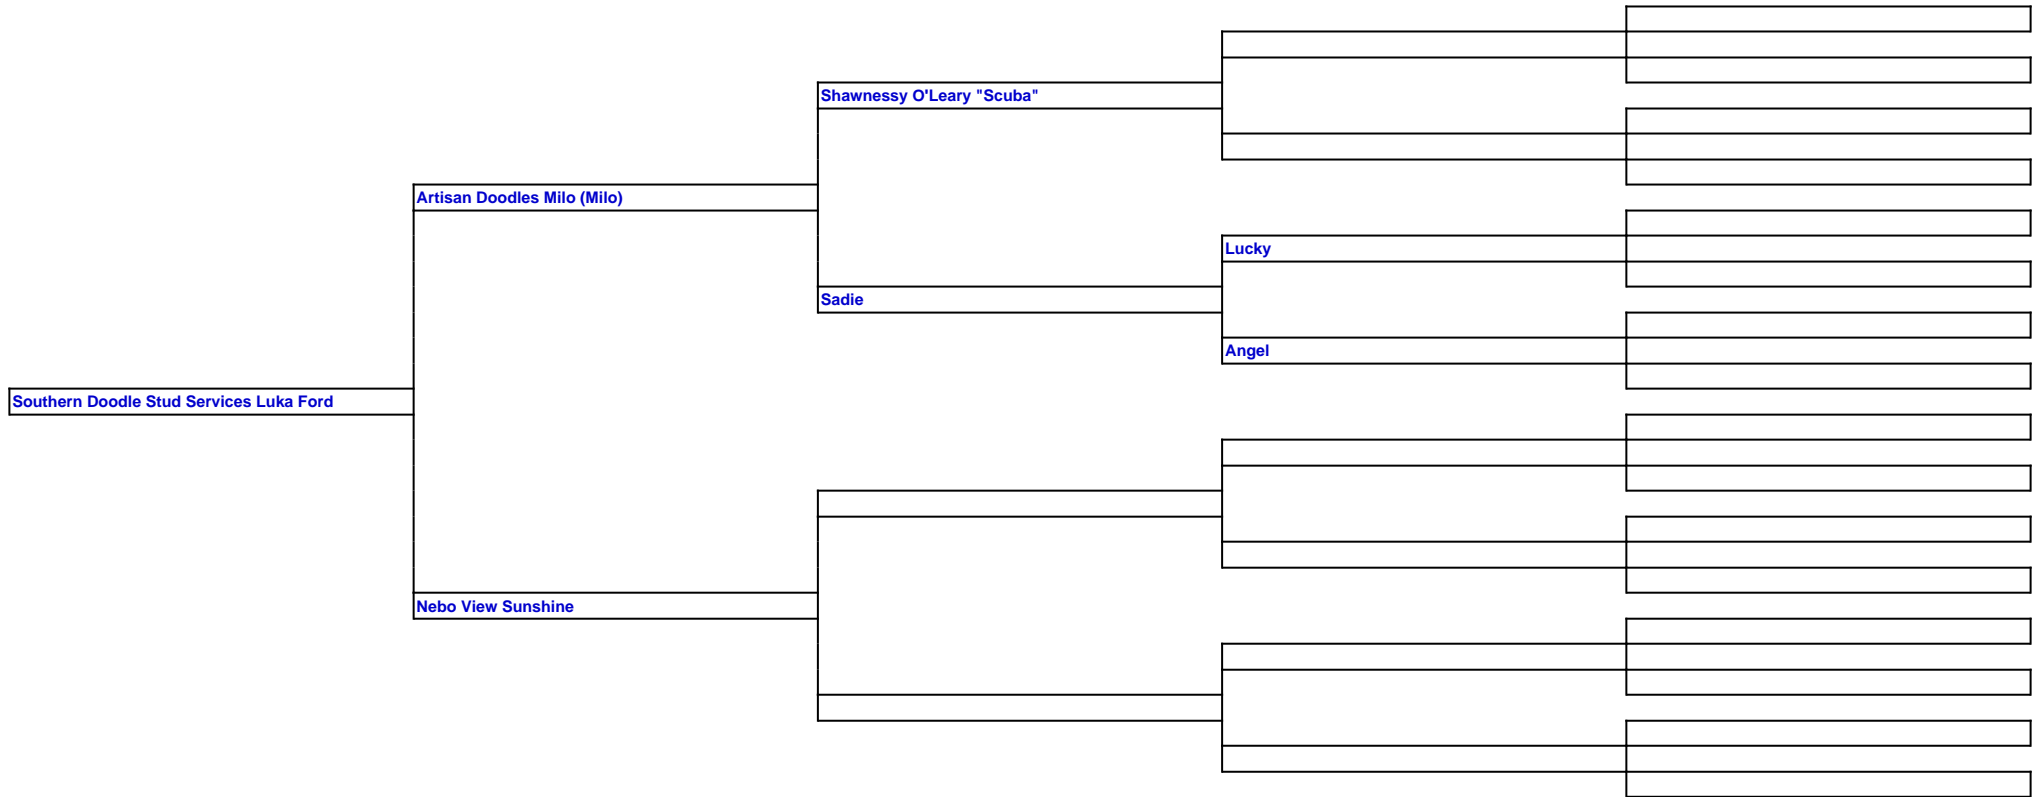 Shawnessy O'Leary "Scuba"
Artisan Doodles Milo (Milo)
Lucky
Sadie
Angel
Southern Doodle Stud Services Luka Ford
Nebo View Sunshine